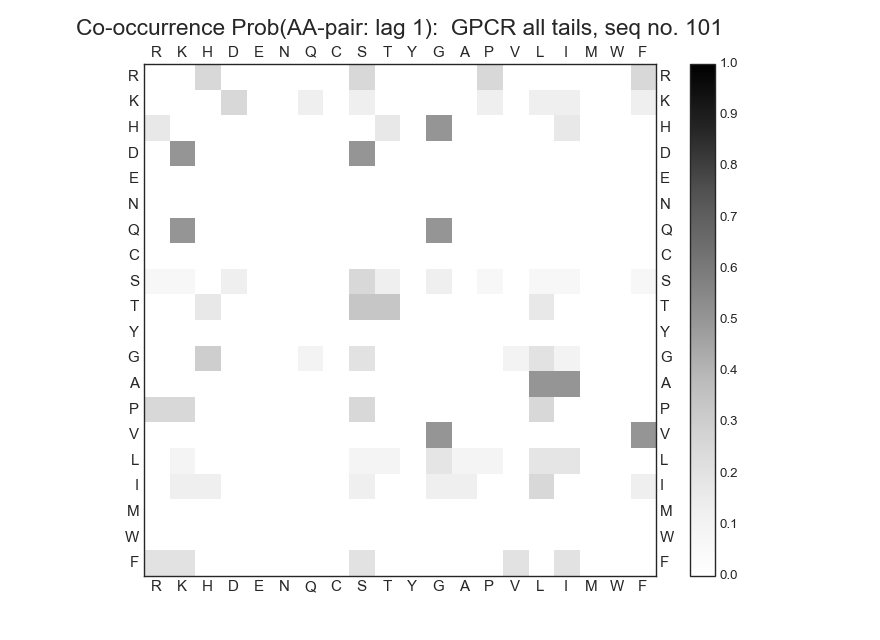 Co-occurrence Prob(AA-pair: lag 1):  GPCR all tails, seq no. 101
R K H D E N Q C S T Y G A P V L I M W F
1.0
R R
K K
0.9
H H
0.8
D D
E E
0.7
N N
Q Q
0.6
C C
S S
0.5
T T
Y Y
0.4
G G
A A
0.3
P P
V V
0.2
L L
I I
0.1
M M
W W
F F
0.0
R K H D E N Q C S T Y G A P V L I M W F